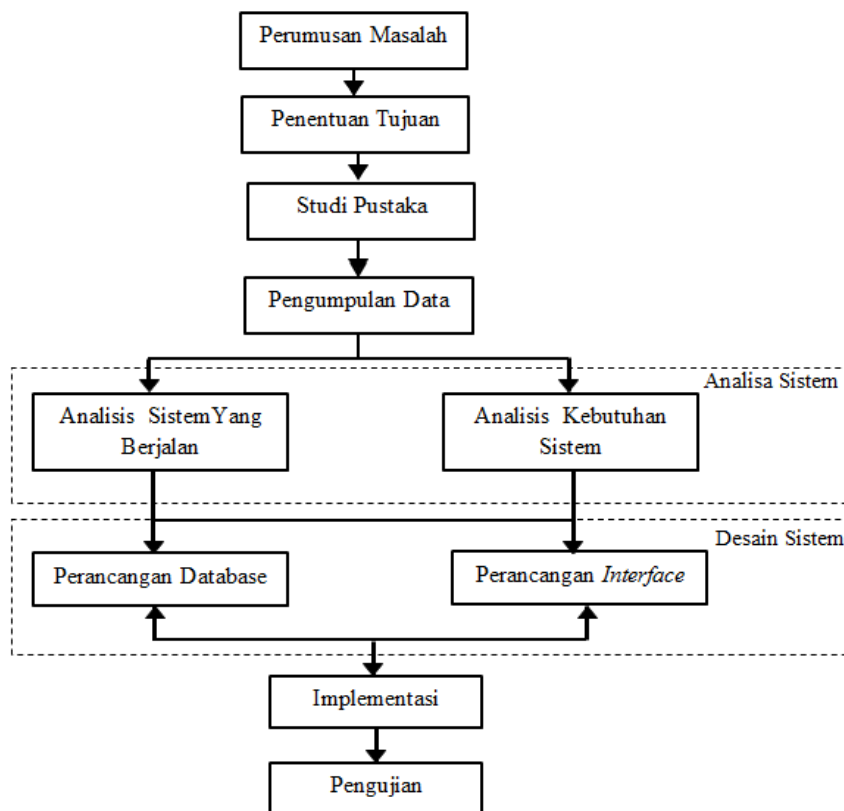 Perumusan Masalah
Penentuan Tujuan
Studi Pustaka
Pengumpulan Data
Analisa Sistem
Analisis SistemYang
Berjalan
Analisis Kebutuhan
Sistem
Desain Sistem
Perancangan Database
Perancangan Interface
Implementasi
Pengujian